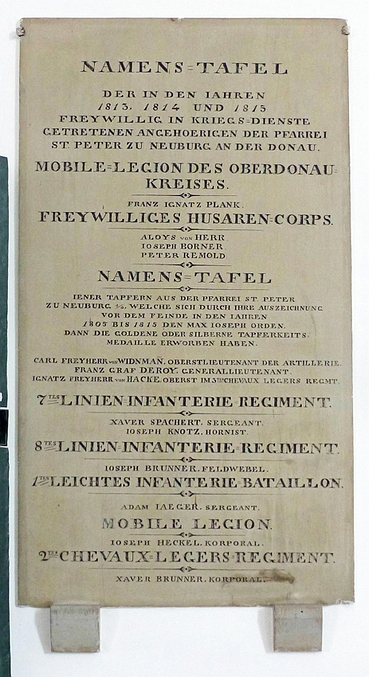 NAMENS=TAFEL
DER IN DEN IAHREN
1813, 1814 UND 1815
FREYWILLIG IN KRIEGS=DIENSTE
GETRETENEN ANGEHOERIGEN DER PFARREI
ST PETER ZU NEUBURG AN DER DONAU.
MOBILE=LEGION DES OBERDONAU=
KREISES.
FRANZ IGNATZ PLANK.
FREYWILLIGES HUSAREN=CORPS.
ALOYS von HERR
IOSEPH BORNER
PETER REMOLD
NAMENS=TAFEL
IENER TAPFERN AUS DER PFARREI ST PETER
ZU NEUBURG WELCHE SICH DURCH IHRE AUSZEICHNUNG
VOR DEM FEINDE IN DEN IAHREN
1805 BIS 1815 DEN MAX IOSEPH ORDEN,
DANN DIE GOLDENE ODER SILBERNE TAPFERKEITS=
MEDAILLE ERWORBEN HABEN.
CARL FREYHERR von WIDNMAN, OBERSTLIEUTENANT DER ARTILLERIE.
FRANZ GRAF DEROY, GENERALLIEUTENANT.
IGNATZ FREYHERR von HACKE, OBERST IM CHEVAUX LEGERS REGMT.
7TES LINIEN INFANTERIE=REGIMENT.
XAVER SPACHERT, SERGEANT.
IOSEPH KNOTZ, HORNIST.
8TES LINIEN=INFANTERIE=REGIMENT.
IOSEPH BRUNNER, FELDWEBEL.
1TES LEICHTES INFANTERIE=BATAILLON.
ADAM IAEGER, SERGEANT.
MOBILE LEGION.
IOSEPH HECKEL, KORPORAL.
2TES CHEVAUX=LEGERS=REGIMENT.
XAVER BRUNNER, KORPORAL.